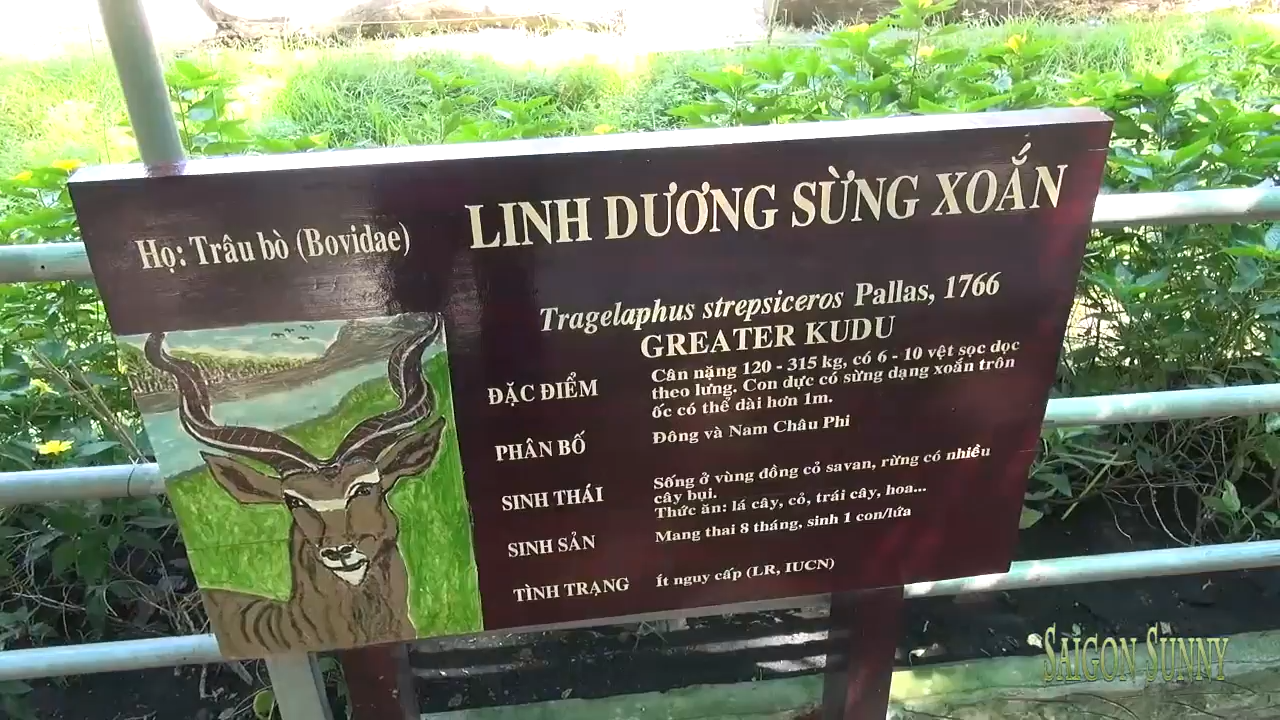 Họ: Trâu bò (Bovidae)
LINH DƯƠNG SỪNG XOẮN
Tragelaphus strepsiceros Pallas, 1766
GREATER KUDU
ĐẶC ĐIỂM
Cân nặng 120 - 315 kg, có 6 - 10 vệt sọc dọc
theo lưng. Con đực có sừng dạng xoắn trôn
ốc có thể dài hơn 1m.
PHÂN BỐ
Đông và Nam Châu Phi
SINH THÁI
Sống ở vùng đồng cỏ savan, rừng có nhiều
cây bụi.
Thức ăn: lá cây, cỏ, trái cây, hoa...
SINH SẢN
Mang thai 8 tháng, sinh 1 con/lứa
TÌNH TRẠNG
Ít nguy cấp (LR, IUCN)
SAIGON SUNNY